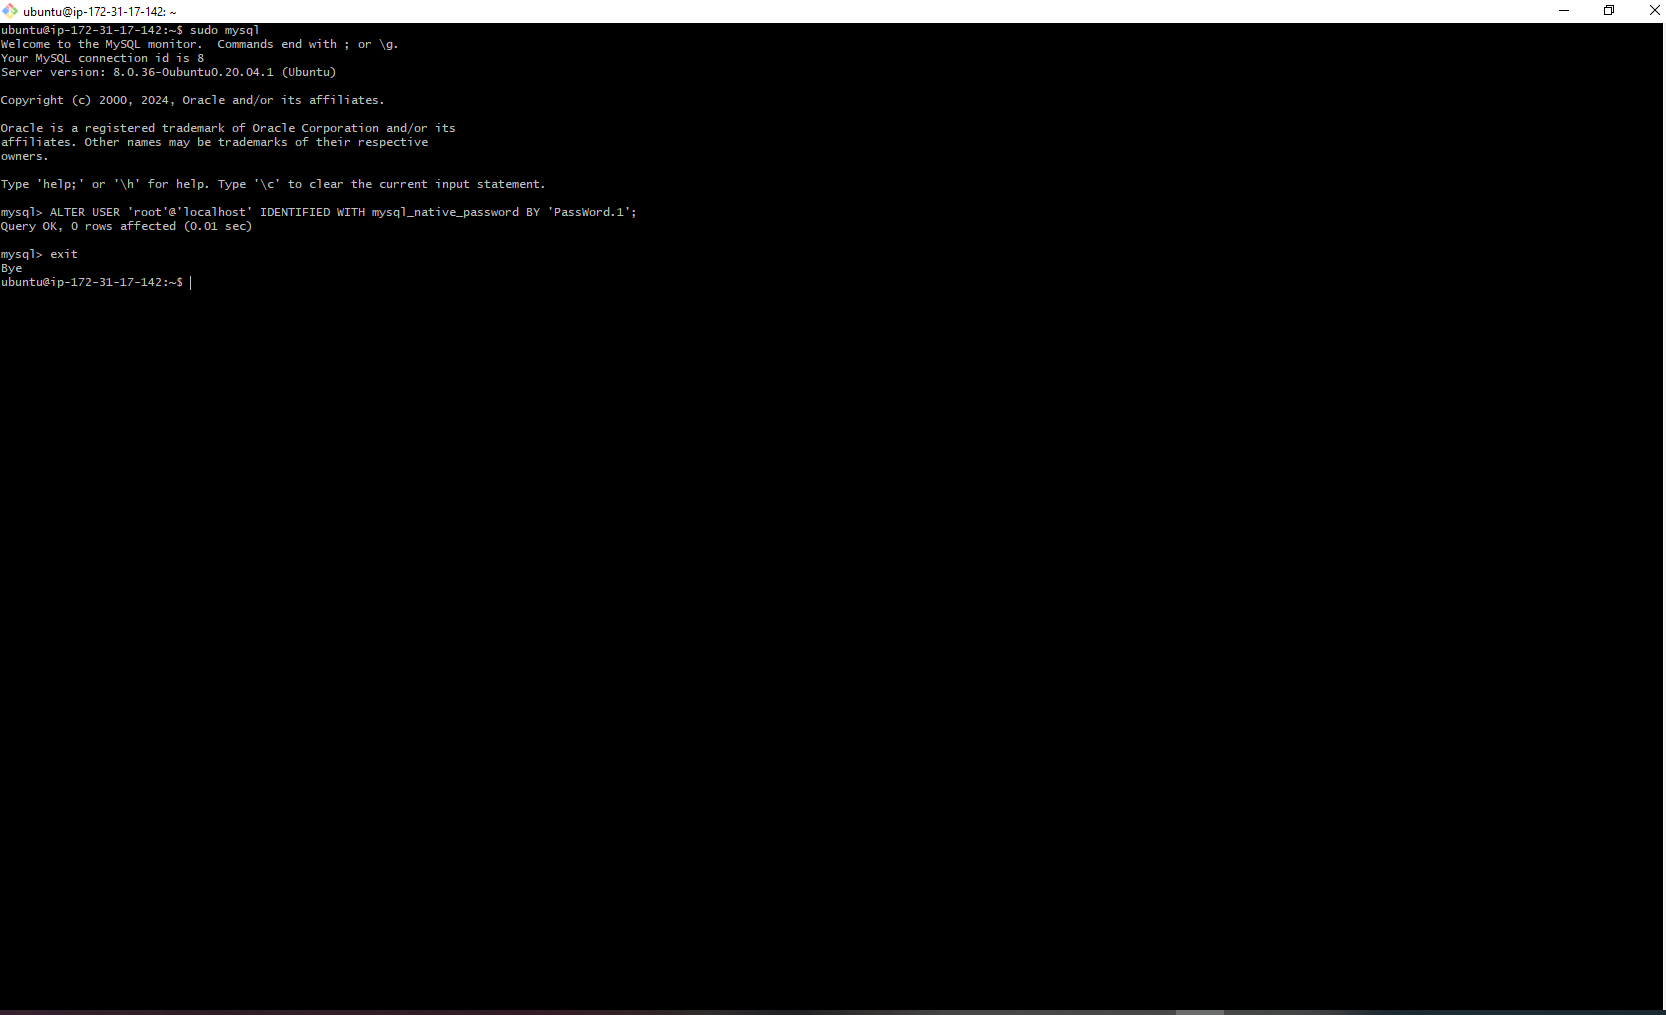 ubuntu@ip-172-31-17-142: ~
ubuntu@ip-172-31-17-142:~$ sudo mysql
Welcome to the MySQL monitor.  Commands end with ; or \g.
Your MySQL connection id is 8
Server version: 8.0.36-0ubuntu0.20.04.1 (Ubuntu)
Copyright (c) 2000, 2024, Oracle and/or its affiliates.
Oracle is a registered trademark of Oracle Corporation and/or its
affiliates. Other names may be trademarks of their respective
owners.
Type 'help;' or '\h' for help. Type '\c' to clear the current input statement.
mysql> ALTER USER 'root'@'localhost' IDENTIFIED WITH mysql_native_password BY 'PassWord.1';
Query OK, 0 rows affected (0.01 sec)
mysql> exit
Bye
ubuntu@ip-172-31-17-142:~$